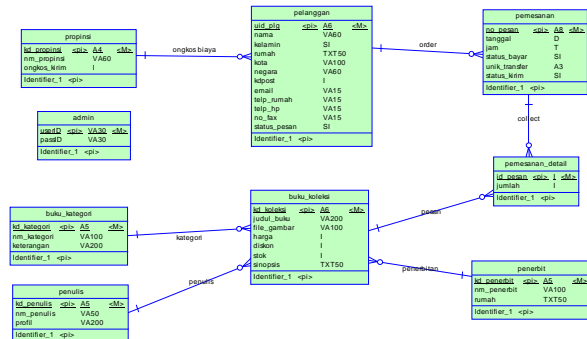 propinsi
kd_propinsi <pi> A4 <M>
nm_propinsi VA60
ongkos_kirim I
Identifier_1 <pi>
ongkos biaya
pelanggan
uid_plg <pi> A6 <M>
nama VA60
kelamin SI
rumah TXT50
kota VA100
negara VA60
kdpost I
email VA15
telp_rumah VA15
telp_hp VA15
no_fax VA15
status_pesan SI
Identifier_1 <pi>
order
pemesanan
no_pesan <pi> A8 <M>
tanggal D
jam T
status_bayar SI
unik_transfer A3
status_kirim SI
Identifier_1 <pi>
collect
admin
userID <pi> VA30 <M>
passID VA30
Identifier_1 <pi>
pemesanan_detail
id_pesan <pi> I <M>
jumlah I
Identifier_1 <pi>
pesan
buku_koleksi
kd_koleksi <pi> A6 <M>
judul_buku VA200
file_gambar VA100
harga I
diskon I
stok I
sinopsis TXT50
Identifier_1 <pi>
buku_kategori
kd_kategori <pi> A5 <M>
nm_kategori VA100
keterangan VA200
Identifier_1 <pi>
kategori
penulis
penerbitan
penulis
kd_penulis <pi> A5 <M>
nm_penulis VA50
profil VA200
Identifier_1 <pi>
penerbit
kd_penerbit <pi> A5 <M>
nm_penerbit VA100
rumah TXT50
Identifier_1 <pi>